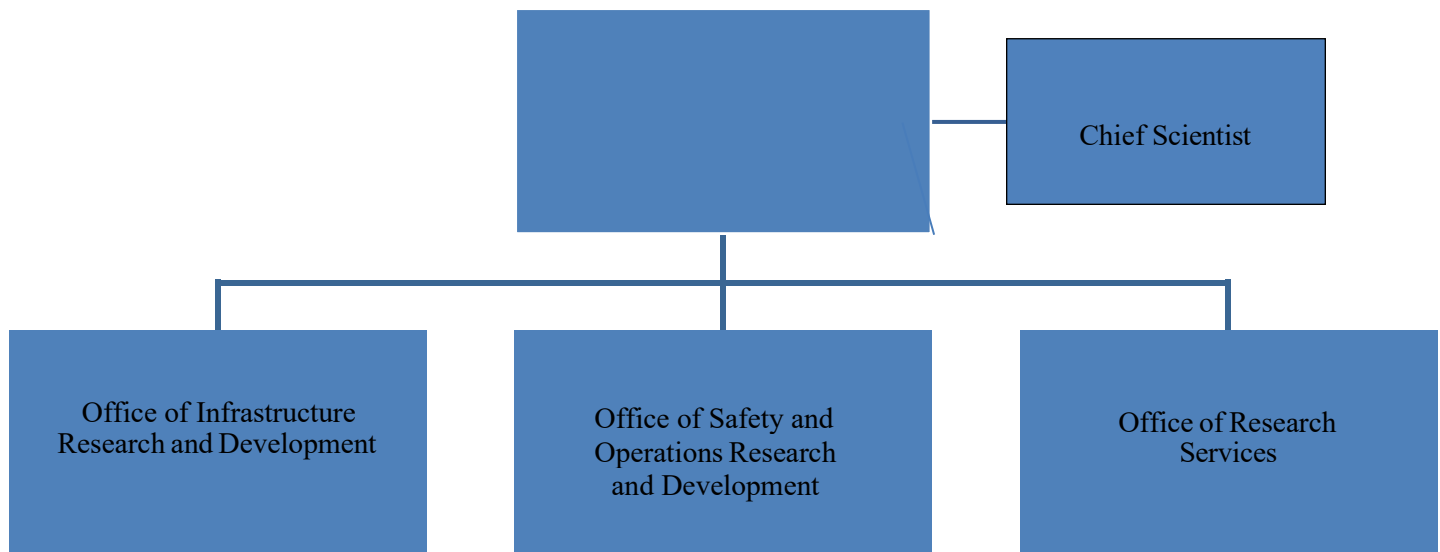 Chief Scientist
Office of Infrastructure
Research and Development
Office of Safety and
Operations Research
and Development
Office of Research
Services